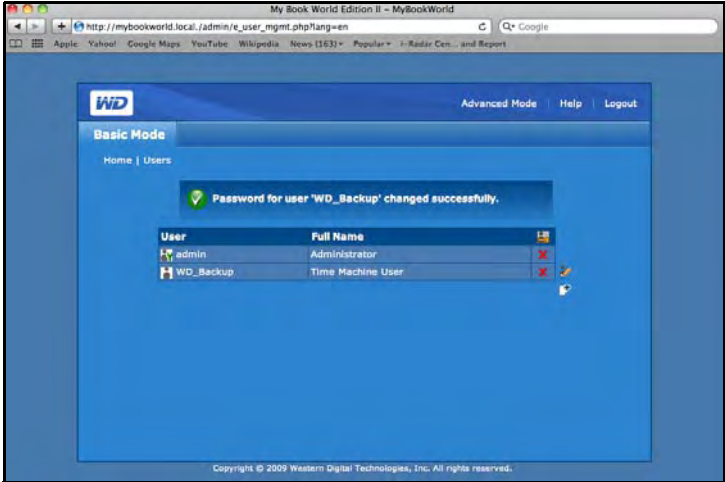 My Book World Edition II – MyBookWorld
http://mybookworld.local./admin/e_user_mgmt.php?lang=en
Google
Apple Yahoo! Google Maps YouTube Wikipedia News (163) Popular and Report
WD
Advanced Mode | Help | Logout
Basic Mode
Home | Users
Password for user 'WD_Backup' changed successfully.
User Full Name
admin Administrator
WD_Backup Time Machine User
Copyright © 2009 Western Digital Technologies, Inc. All rights reserved.